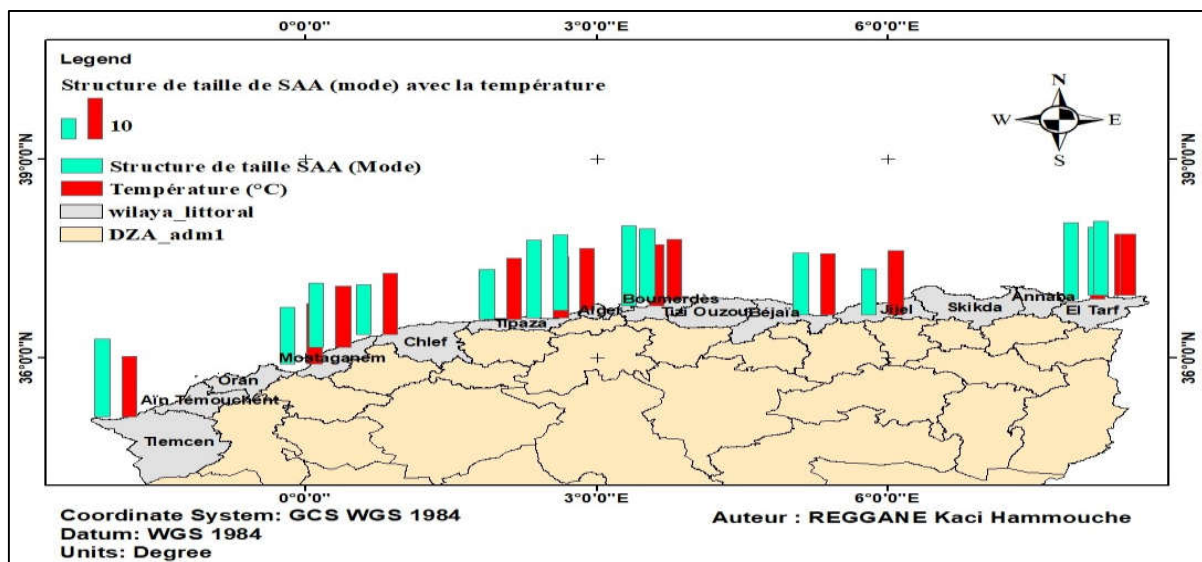 0°0'0" 3°0'0"E 6°0'0"E
Legend
Structure de taille de SAA (mode) avec la température
10
Structure de taille SAA (Mode)
Température (°C)
wilaya_littoral
DZA_adm1
N
W E
S
39°0'0"N 39°0'0"N
36°0'0"N 36°0'0"N
Annaba
Boumerdès
Skikda
El Tarf
Tizi Ouzou
Béjaïa
Jijel
Alger
Tipaza
Chlef
Mostaganem
Oran
Aïn Témouchent
Tlemcen
0°0'0" 3°0'0"E 6°0'0"E
Coordinate System: GCS WGS 1984
Datum: WGS 1984
Units: Degree
Auteur : REGGANE Kaci Hammouche